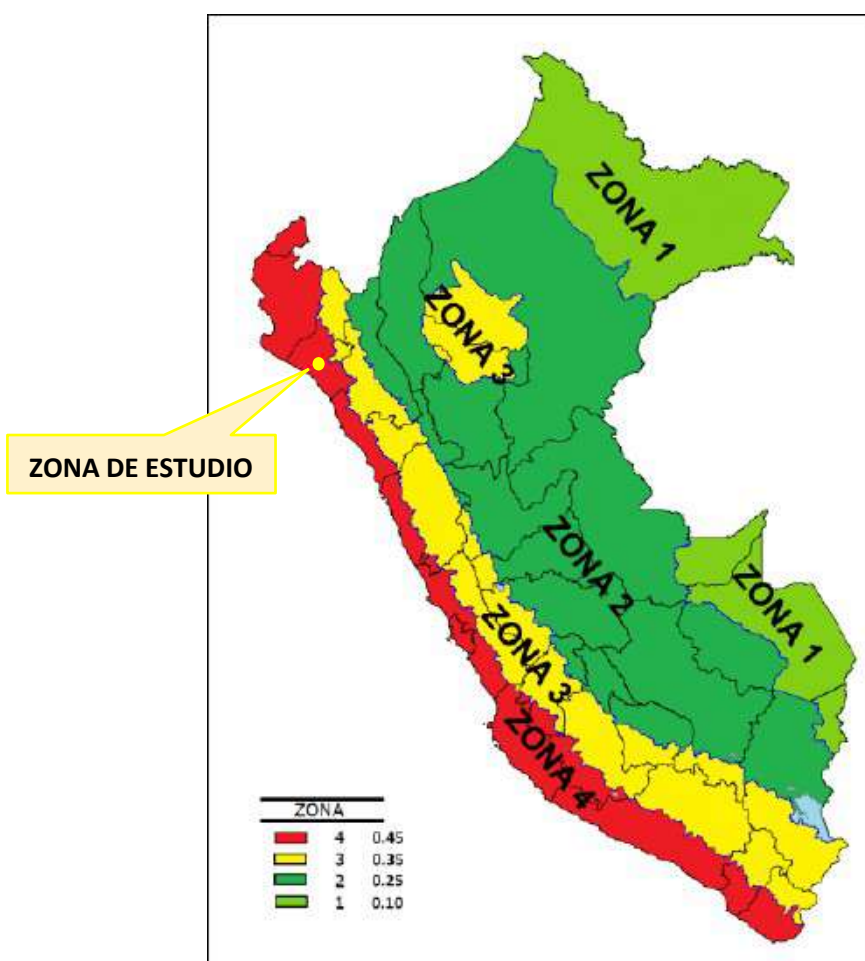 ZONA 1
ZONA 3
ZONA DE ESTUDIO
ZONA 2
ZONA 1
ZONA 3
ZONA 4
ZONA
4 0.45
3 0.35
2 0.25
1 0.10